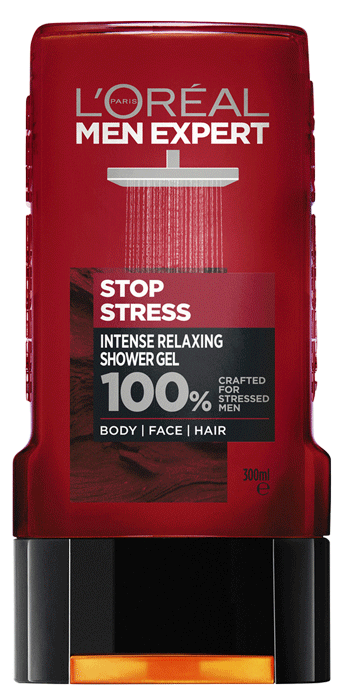 L'ORÉAL
PARIS
MEN EXPERT
STOP
STRESS
INTENSE RELAXING
SHOWER GEL
100% CRAFTED
FOR
STRESSED
MEN
BODY | FACE | HAIR
300ml
e